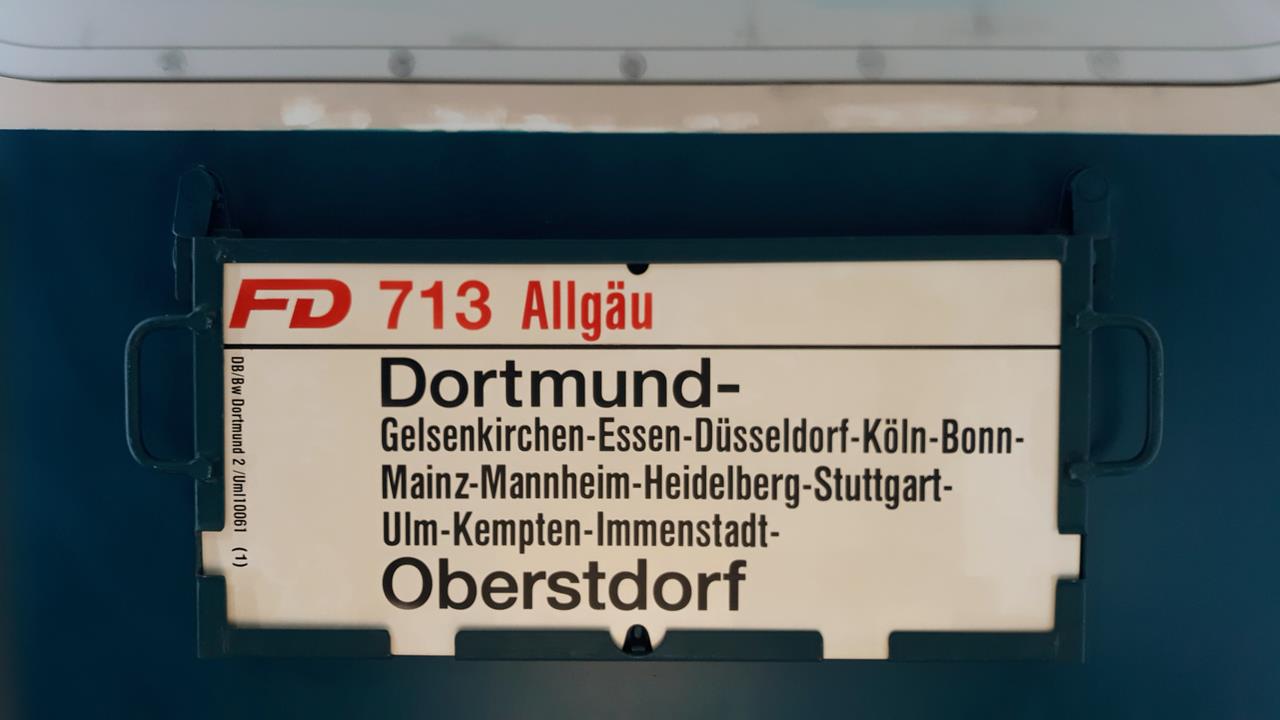 FD 713 Allgäu
Dortmund-
Gelsenkirchen-Essen-Düsseldorf-Köln-Bonn-
Mainz-Mannheim-Heidelberg-Stuttgart-
Ulm-Kempten-Immenstadt-
Oberstdorf
DB/Bw Dortmund 2 /Uml10061 (1)